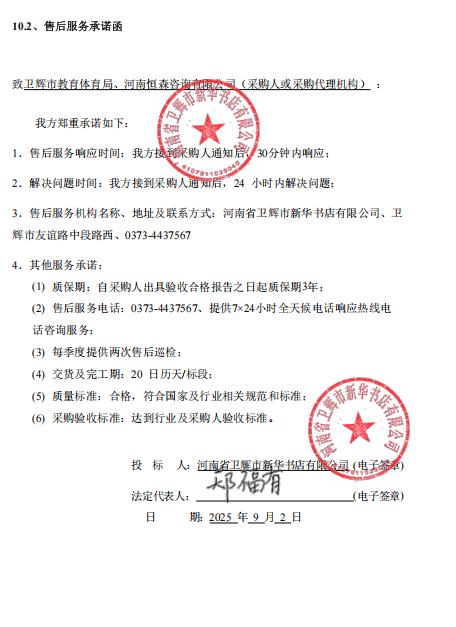 10.2、售后服务承诺函
致卫辉市教育体育局、河南恒森咨询有限公司（采购人或采购代理机构）：
我方郑重承诺如下：
1．售后服务响应时间：我方接到采购人通知后，30分钟内响应；
2．解决问题时间：我方接到采购人通知后，24 小时内解决问题；
3．售后服务机构名称、地址及联系方式：河南省卫辉市新华书店有限公司、卫
辉市友谊路中段路西、0373-4437567
4．其他服务承诺：
(1) 质保期：自采购人出具验收合格报告之日起质保期3年；
(2) 售后服务电话：0373-4437567、提供7×24小时全天候电话响应热线电
话咨询服务；
(3) 每季度提供两次售后巡检；
(4) 交货及完工期：20 日历天/标段；
(5) 质量标准：合格，符合国家及行业相关规范和标准；
(6) 采购验收标准：达到行业及采购人验收标准。
河南省卫辉市新华书店有限公司
河南省卫辉市新华书店有限公司
投 标 人：河南省卫辉市新华书店有限公司 (电子签章)
法定代表人：郑福有 (电子签章)
日 期：2025 年 9 月 2 日